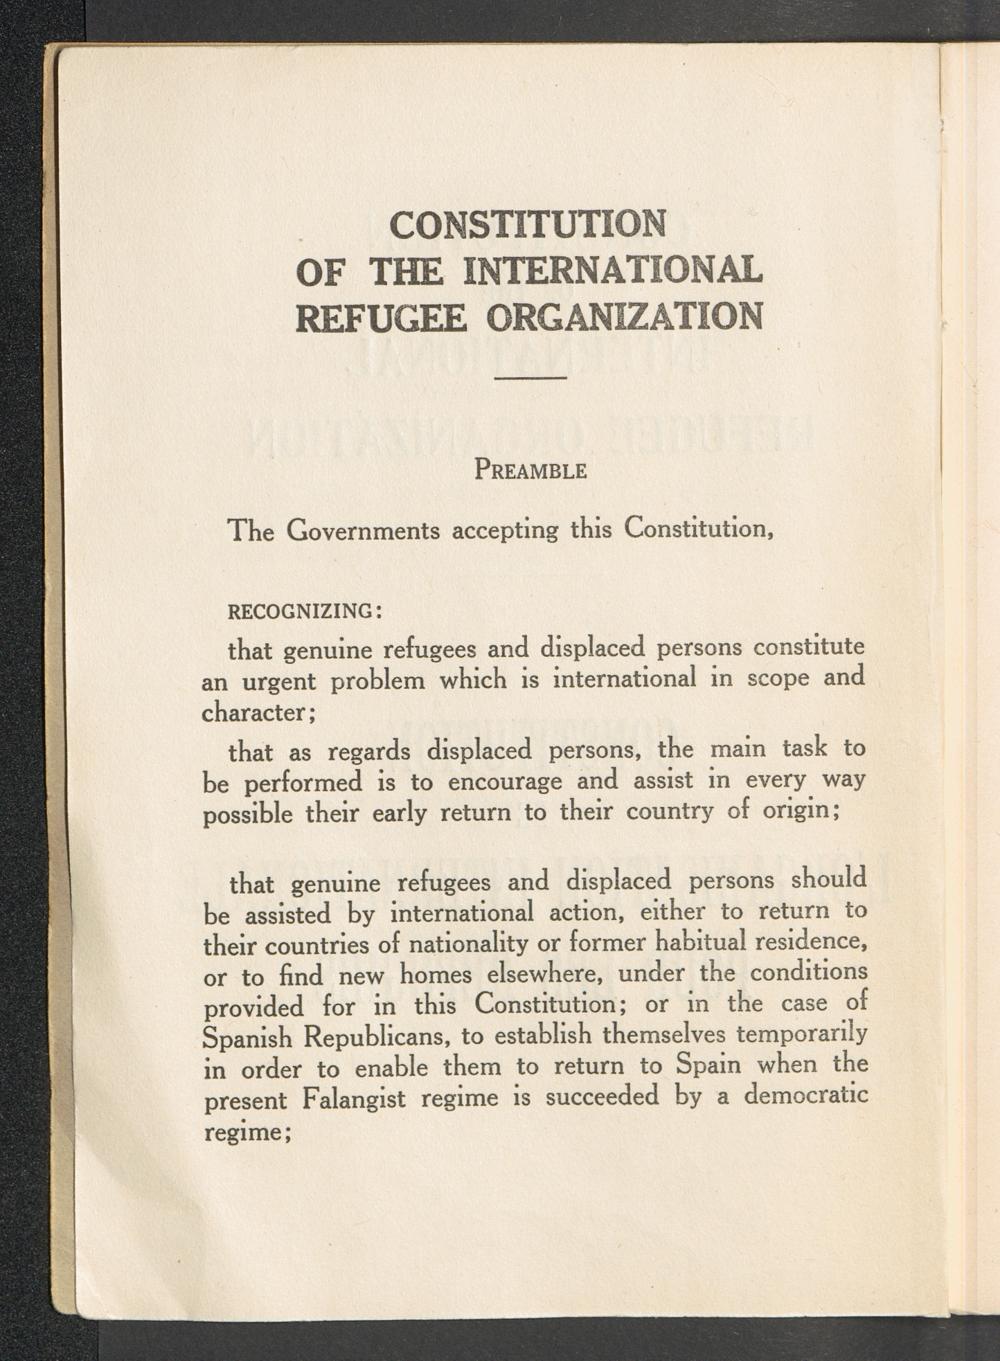 CONSTITUTION
OF THE INTERNATIONAL
REFUGEE ORGANIZATION
PREAMBLE
The Governments accepting this Constitution,
RECOGNIZING:
that genuine refugees and displaced persons constitute
an urgent problem which is international in scope and
character;
that as regards displaced persons, the main task to
be performed is to encourage and assist in every way
possible their early return to their country of origin;
that genuine refugees and displaced persons should
be assisted by international action, either to return to
their countries of nationality or former habitual residence,
or to find new homes elsewhere, under the conditions
provided for in this Constitution; or in the case of
Spanish Republicans, to establish themselves temporarily
in order to enable them to return to Spain when the
present Falangist regime is succeeded by a democratic
regime;